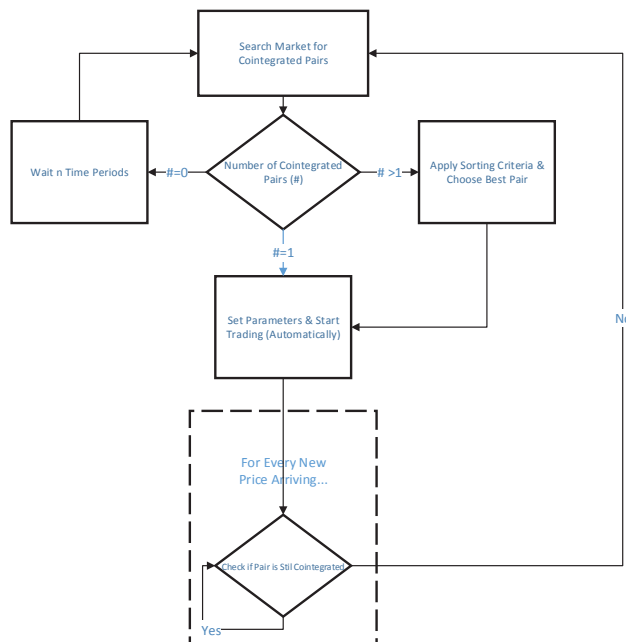 Search Market for
Cointegrated Pairs
Number of Cointegrated
Pairs (#)
Wait n Time Periods
#=0
# >1
Apply Sorting Criteria &
Choose Best Pair
#=1
Set Parameters & Start
Trading (Automatically)
For Every New
Price Arriving...
Check if Pair is Still Cointegrated
Yes